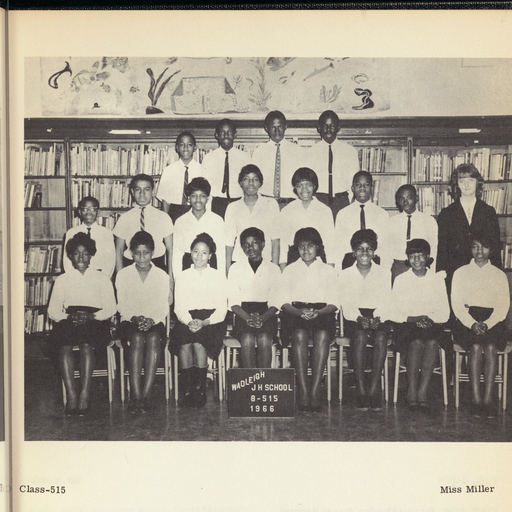 WADLEIGH
J H SCHOOL
8-515
1966
Class-515
Miss Miller